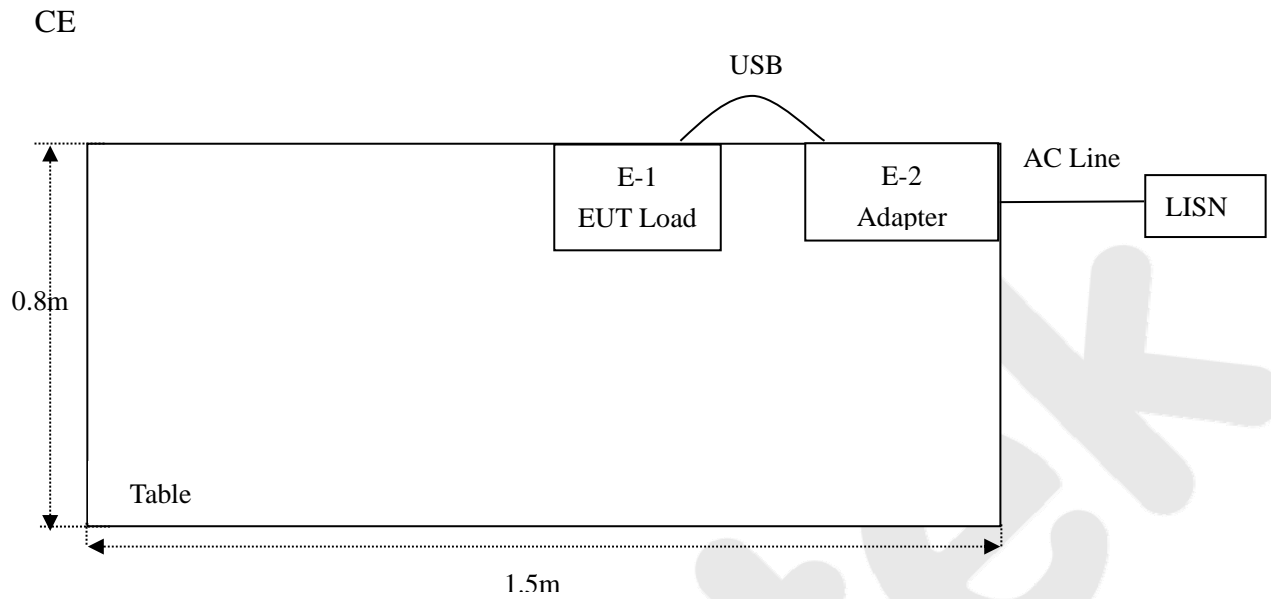 CE
USB
E-1
EUT Load
E-2
Adapter
AC Line
LISN
0.8m
Table
1.5m